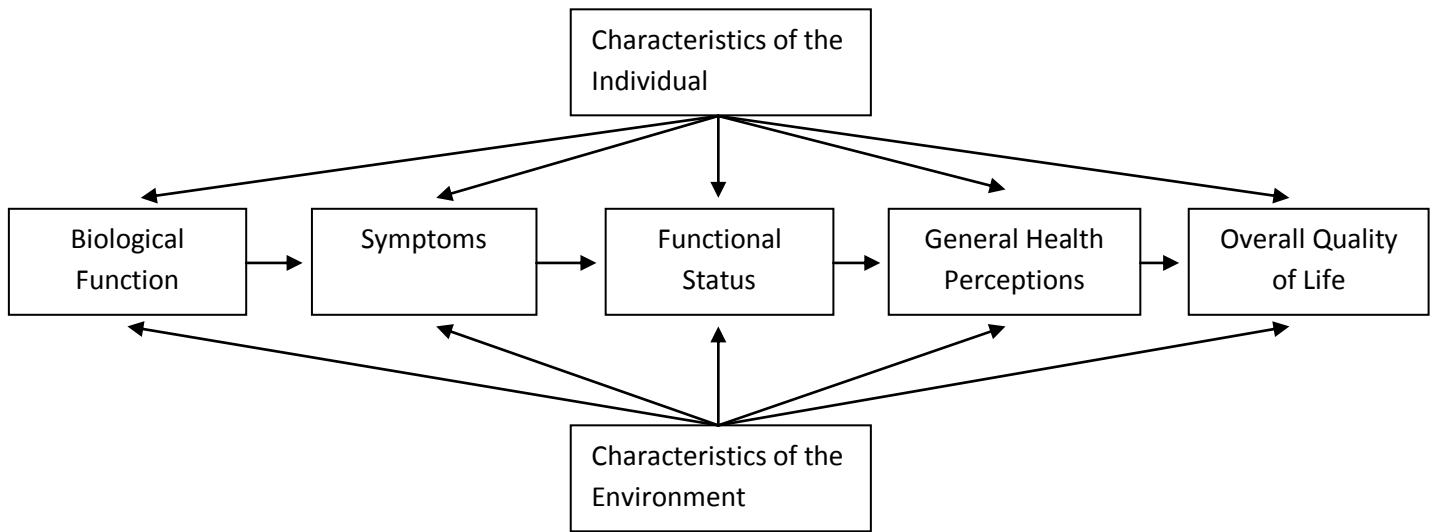 Characteristics of the
Individual
Biological
Function
Symptoms
Functional
Status
General Health
Perceptions
Overall Quality
of Life
Characteristics of the
Environment